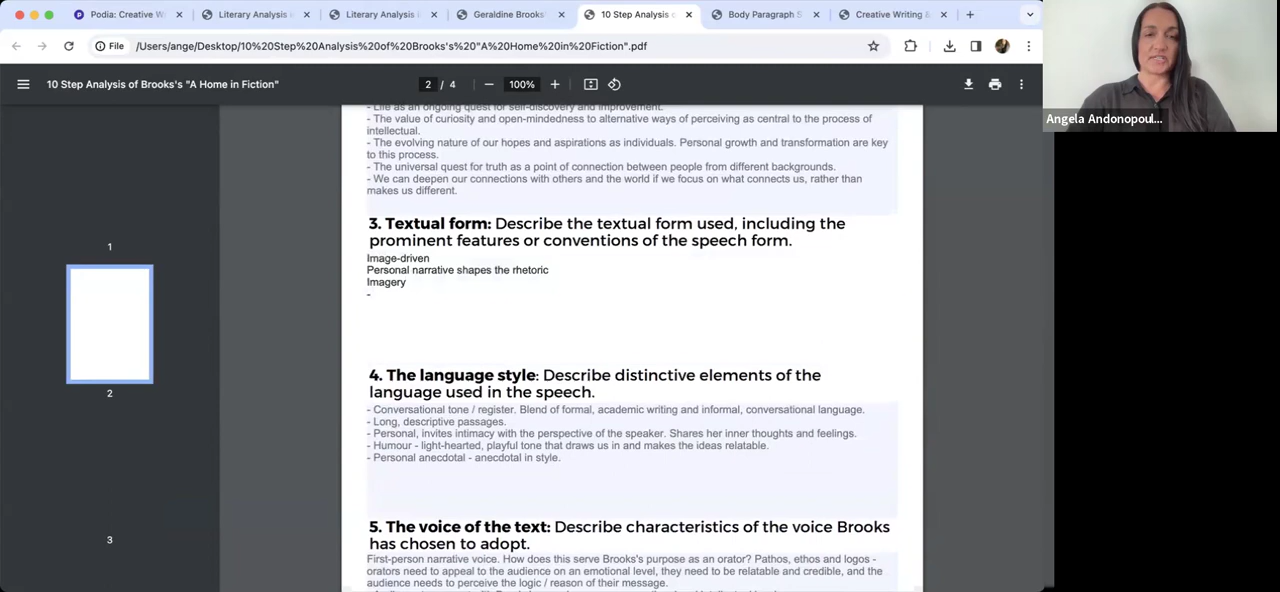 Podia: Creative W
Literary Analysis i
Literary Analysis i
Geraldine Brooks
10 Step Analysis o
Body Paragraph S
Creative Writing &
File
/Users/ange/Desktop/10%20Step%20Analysis%20of%20Brooks's%20"A%20Home%20in%20Fiction".pdf
10 Step Analysis of Brooks's "A Home in Fiction"
2 / 4
100%
Angela Andonopoul...
1
2
3
- Life as an ongoing quest for self-discovery and improvement.
- The value of curiosity and open-mindedness to alternative ways of perceiving as central to the process of
intellectual.
- The evolving nature of our hopes and aspirations as individuals. Personal growth and transformation are key
to this process.
- The universal quest for truth as a point of connection between people from different backgrounds.
- We can deepen our connections with others and the world if we focus on what connects us, rather than
makes us different.
3. Textual form: Describe the textual form used, including the
prominent features or conventions of the speech form.
Image-driven
Personal narrative shapes the rhetoric
Imagery
-
4. The language style: Describe distinctive elements of the
language used in the speech.
- Conversational tone / register. Blend of formal, academic writing and informal, conversational language.
- Long, descriptive passages.
- Personal, invites intimacy with the perspective of the speaker. Shares her inner thoughts and feelings.
- Humour - light-hearted, playful tone that draws us in and makes the ideas relatable.
- Personal anecdotal - anecdotal in style.
5. The voice of the text: Describe characteristics of the voice Brooks
has chosen to adopt.
First-person narrative voice. How does this serve Brooks's purpose as an orator? Pathos, ethos and logos -
orators need to appeal to the audience on an emotional level, they need to be relatable and credible, and the
audience needs to perceive the logic / reason of their message.